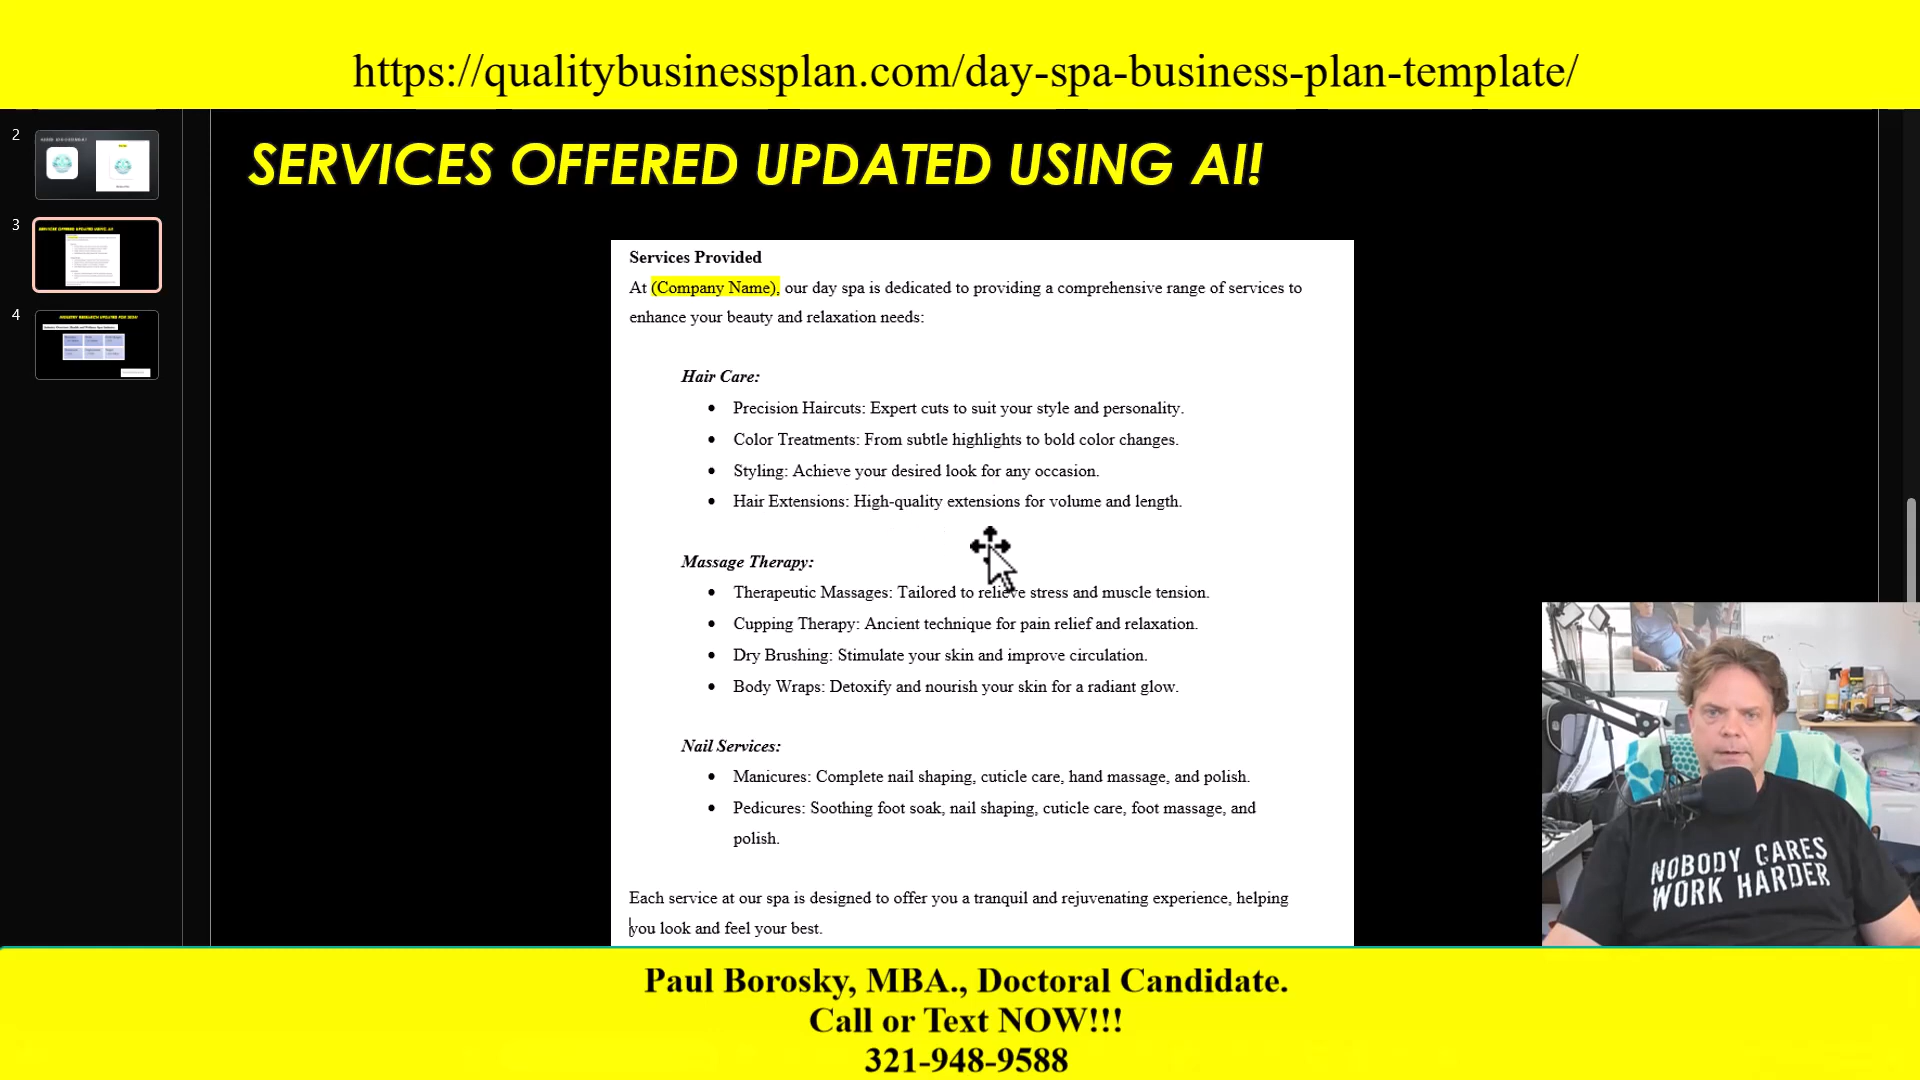 https://qualitybusinessplan.com/day-spa-business-plan-template/
2
3
4
SERVICES OFFERED UPDATED USING AI!
Services Provided
At (Company Name), our day spa is dedicated to providing a comprehensive range of services to
enhance your beauty and relaxation needs:
Hair Care:
• Precision Haircuts: Expert cuts to suit your style and personality.
• Color Treatments: From subtle highlights to bold color changes.
• Styling: Achieve your desired look for any occasion.
• Hair Extensions: High-quality extensions for volume and length.
Massage Therapy:
• Therapeutic Massages: Tailored to relieve stress and muscle tension.
• Cupping Therapy: Ancient technique for pain relief and relaxation.
• Dry Brushing: Stimulate your skin and improve circulation.
• Body Wraps: Detoxify and nourish your skin for a radiant glow.
Nail Services:
• Manicures: Complete nail shaping, cuticle care, hand massage, and polish.
• Pedicures: Soothing foot soak, nail shaping, cuticle care, foot massage, and
polish.
Each service at our spa is designed to offer you a tranquil and rejuvenating experience, helping
you look and feel your best.
NOBODY CARES
WORK HARDER
Paul Borosky, MBA., Doctoral Candidate.
Call or Text NOW!!!
321-948-9588